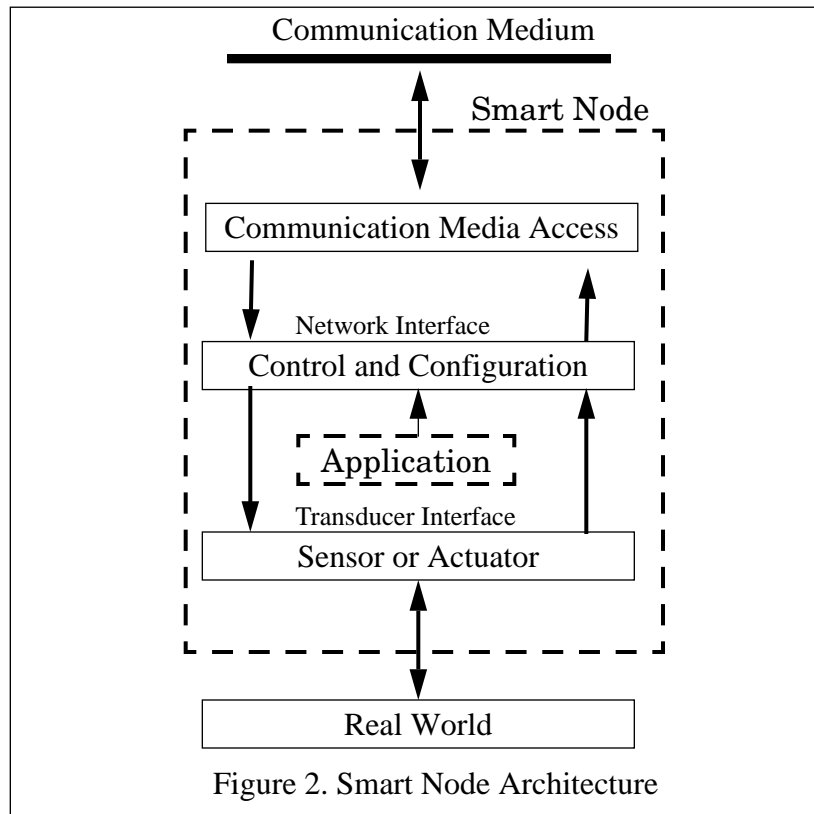 Communication Medium
Smart Node
Communication Media Access
Network Interface
Control and Configuration
Application
Transducer Interface
Sensor or Actuator
Real World
Figure 2. Smart Node Architecture